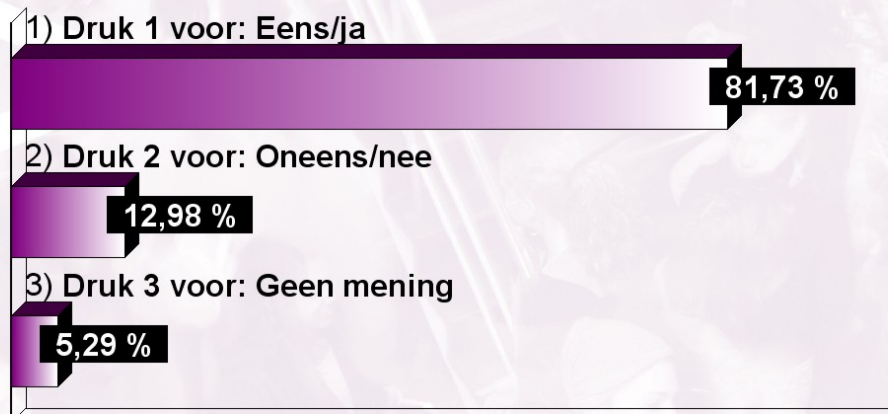 1) Druk 1 voor: Eens/ja
81,73 %
2) Druk 2 voor: Oneens/nee
12,98 %
3) Druk 3 voor: Geen mening
5,29 %